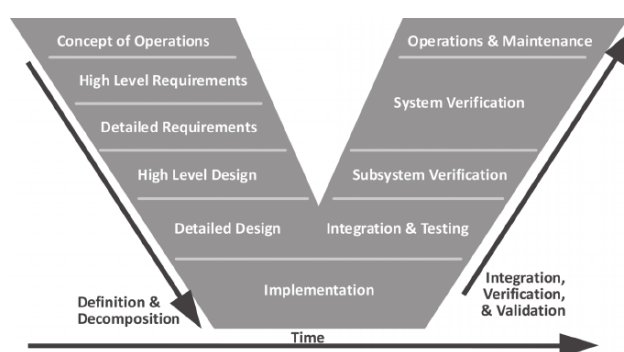 Concept of Operations
High Level Requirements
Detailed Requirements
High Level Design
Detailed Design
Implementation
Integration & Testing
Subsystem Verification
System Verification
Operations & Maintenance
Definition &
Decomposition
Integration,
Verification,
& Validation
Time